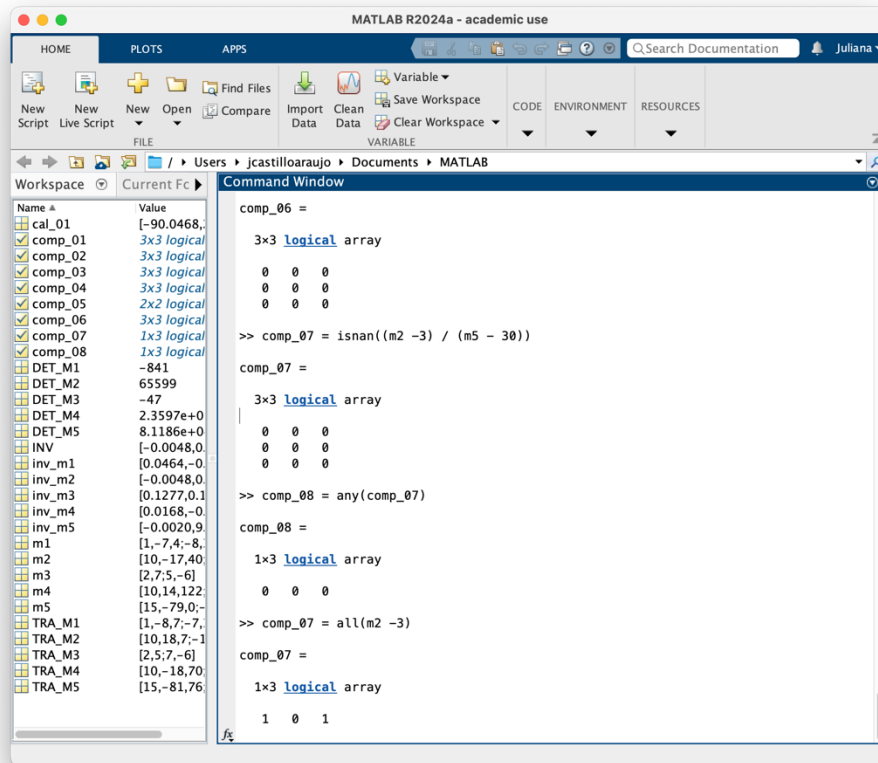 MATLAB R2024a - academic use
HOME PLOTS APPS Search Documentation Juliana
New Script New Live Script New Open Find Files Compare Import Data Clean Data Variable Save Workspace Clear Workspace CODE ENVIRONMENT RESOURCES
FILE VARIABLE
/ Users jcastilloaraujo Documents MATLAB
Workspace Current Fc
Name Value
cal_01 [-90.0468,
comp_01 3x3 logical
comp_02 3x3 logical
comp_03 3x3 logical
comp_04 3x3 logical
comp_05 2x2 logical
comp_06 3x3 logical
comp_07 1x3 logical
comp_08 1x3 logical
DET_M1 -841
DET_M2 65599
DET_M3 -47
DET_M4 2.3597e+0
DET_M5 8.1186e+0
INV [-0.0048,0.
inv_m1 [0.0464,-0.
inv_m2 [-0.0048,0.
inv_m3 [0.1277,0.1
inv_m4 [0.0168,-0.
inv_m5 [-0.0020,9.
m1 [1,-7,4;-8,
m2 [10,-17,40;
m3 [2,7;5,-6]
m4 [10,14,122;
m5 [15,-79,0;-
TRA_M1 [1,-8,7;-7,
TRA_M2 [10,18,7;-1
TRA_M3 [2,5;7,-6]
TRA_M4 [10,-18,70;
TRA_M5 [15,-81,76;
Command Window
comp_06 =
3×3 logical array
0 0 0
0 0 0
0 0 0
>> comp_07 = isnan((m2 -3) / (m5 - 30))
comp_07 =
3×3 logical array
0 0 0
0 0 0
0 0 0
>> comp_08 = any(comp_07)
comp_08 =
1×3 logical array
0 0 0
>> comp_07 = all(m2 -3)
comp_07 =
1×3 logical array
1 0 1
fx